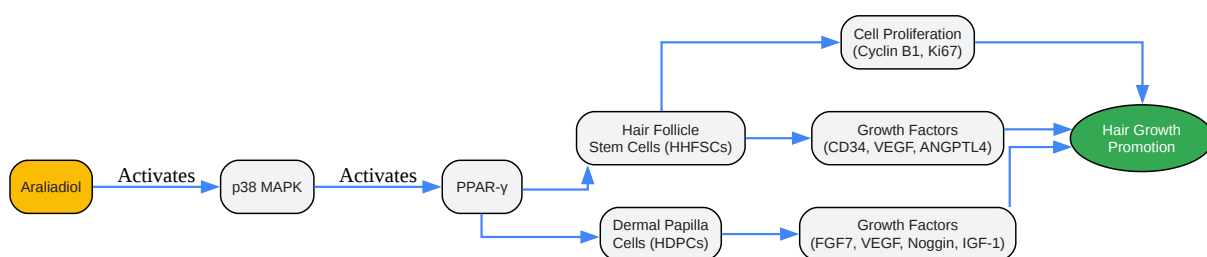 Araliadiol
Activates
p38 MAPK
Activates
PPAR-γ
Hair Follicle
Stem Cells (HHFSCs)
Dermal Papilla
Cells (HDPCs)
Cell Proliferation
(Cyclin B1, Ki67)
Growth Factors
(CD34, VEGF, ANGPTL4)
Growth Factors
(FGF7, VEGF, Noggin, IGF-1)
Hair Growth
Promotion